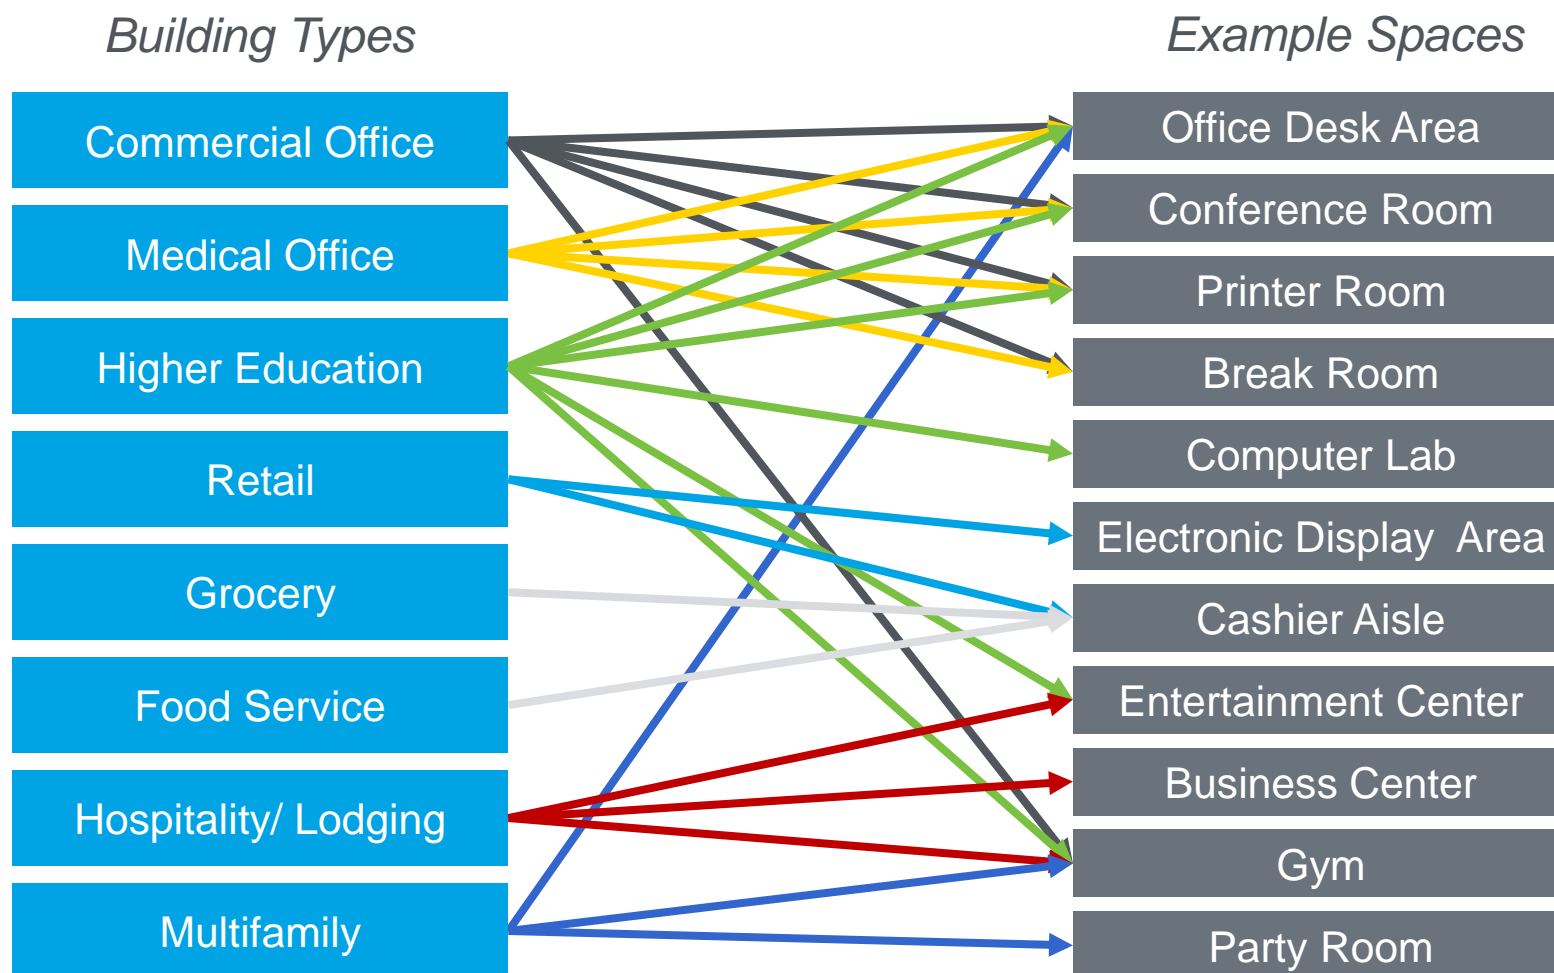 Building Types
Example Spaces
Commercial Office
Medical Office
Higher Education
Retail
Grocery
Food Service
Hospitality/ Lodging
Multifamily
Office Desk Area
Conference Room
Printer Room
Break Room
Computer Lab
Electronic Display  Area
Cashier Aisle
Entertainment Center
Business Center
Gym
Party Room